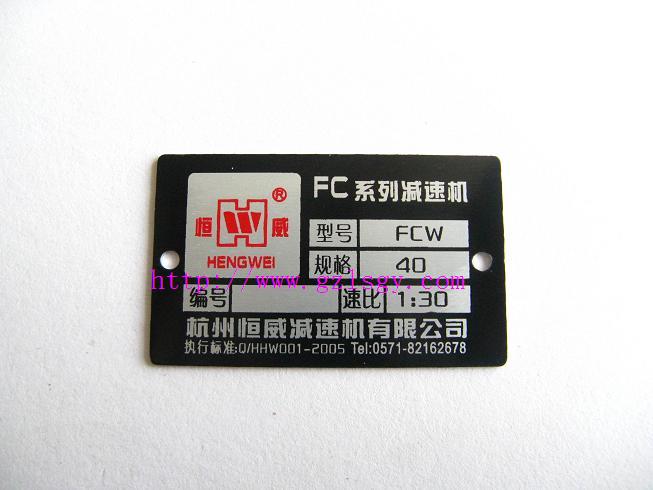 FC 系列减速机
恒 威 ®
HENGWEI
型号 FCW
规格 40
http://www.gzlsgy.com
编号 速比 1:30
杭州恒威减速机有限公司
执行标准:Q/HHW001-2005 Tel:0571-82162678